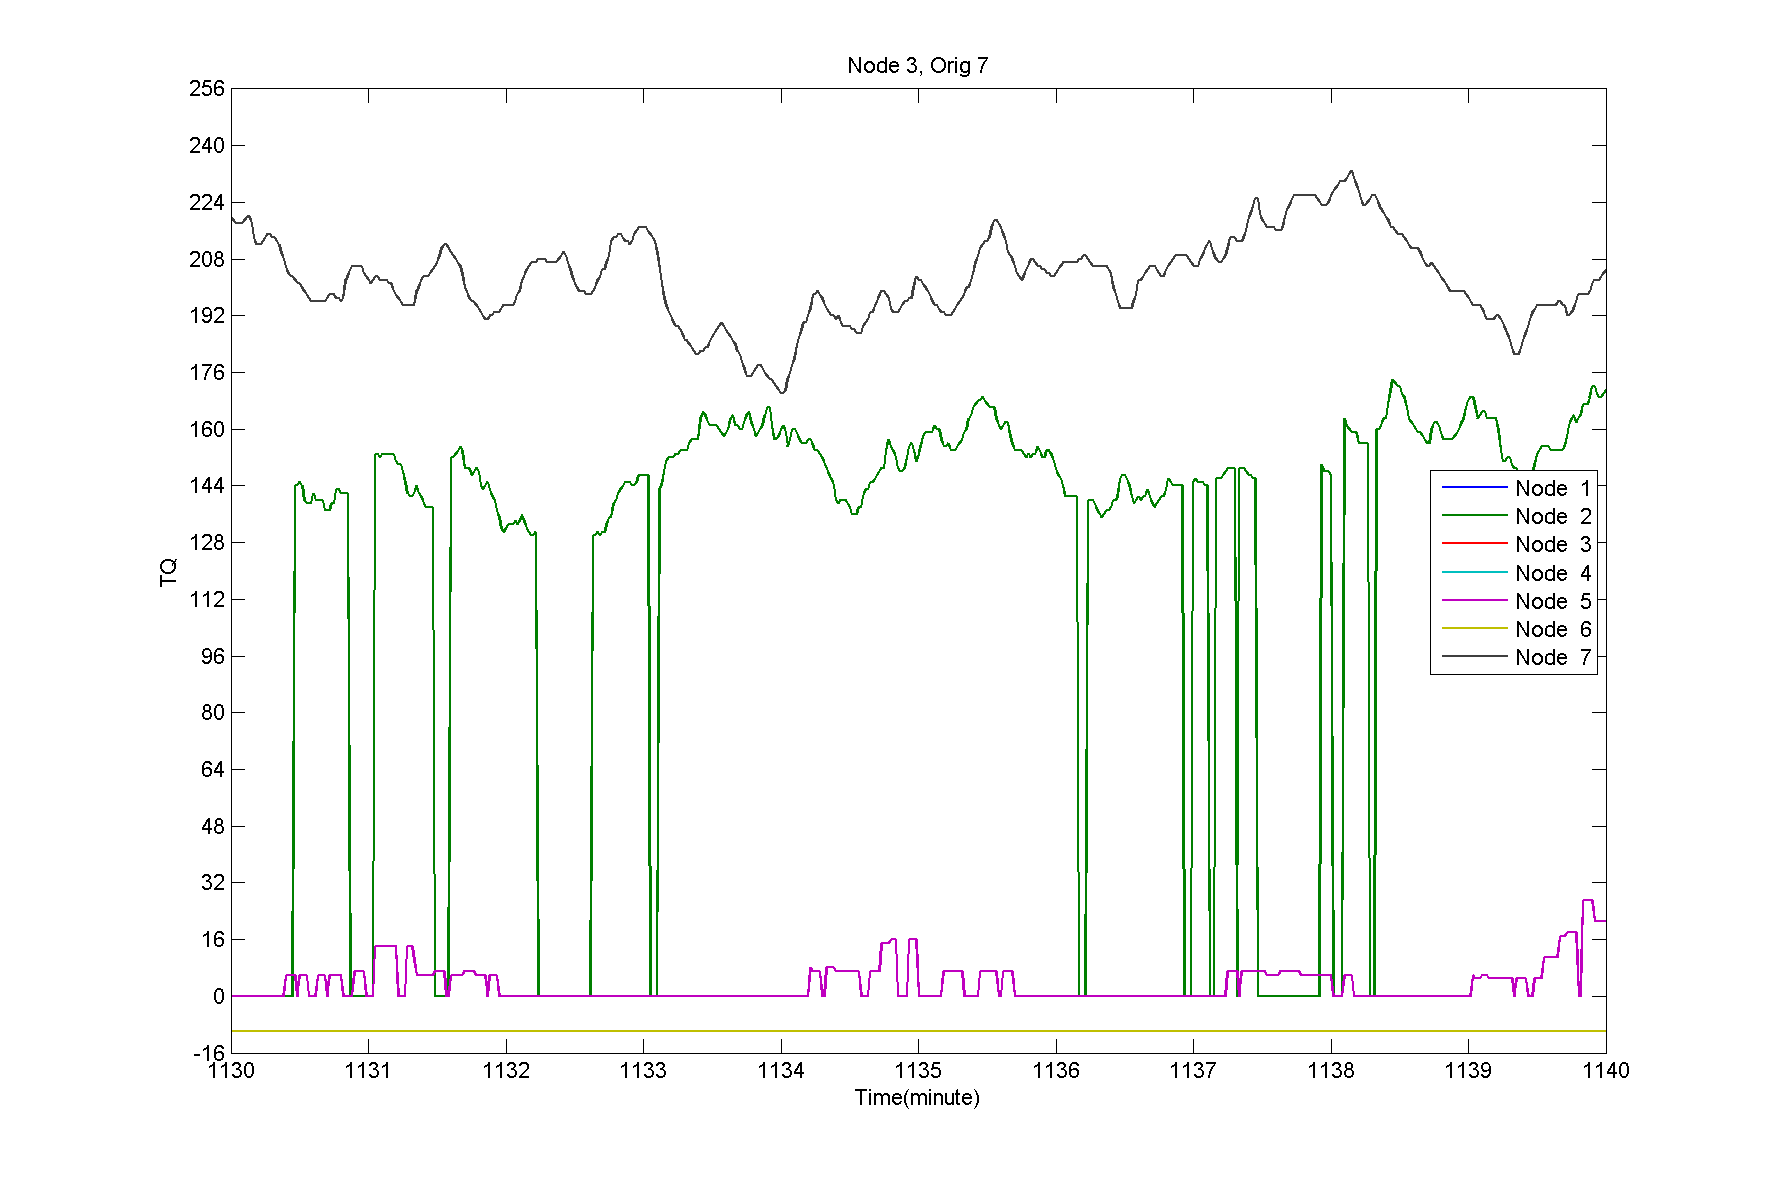 Node 3, Orig 7
256
240
224
208
192
176
160
144
128
112
96
80
64
48
32
16
0
-16
TQ
Node 1
Node 2
Node 3
Node 4
Node 5
Node 6
Node 7
1130 1131 1132 1133 1134 1135 1136 1137 1138 1139 1140
Time(minute)